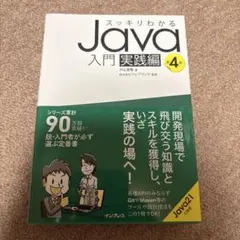 スッキリわかる
Java
入門 実践編
第4版
シリーズ累計
90万部
突破!
脱・入門者が必ず
選ぶ定番書
開発現場で
飛び交う知識と
スキルを獲得し、
いざ
実践の場へ!
Java21
インプレス